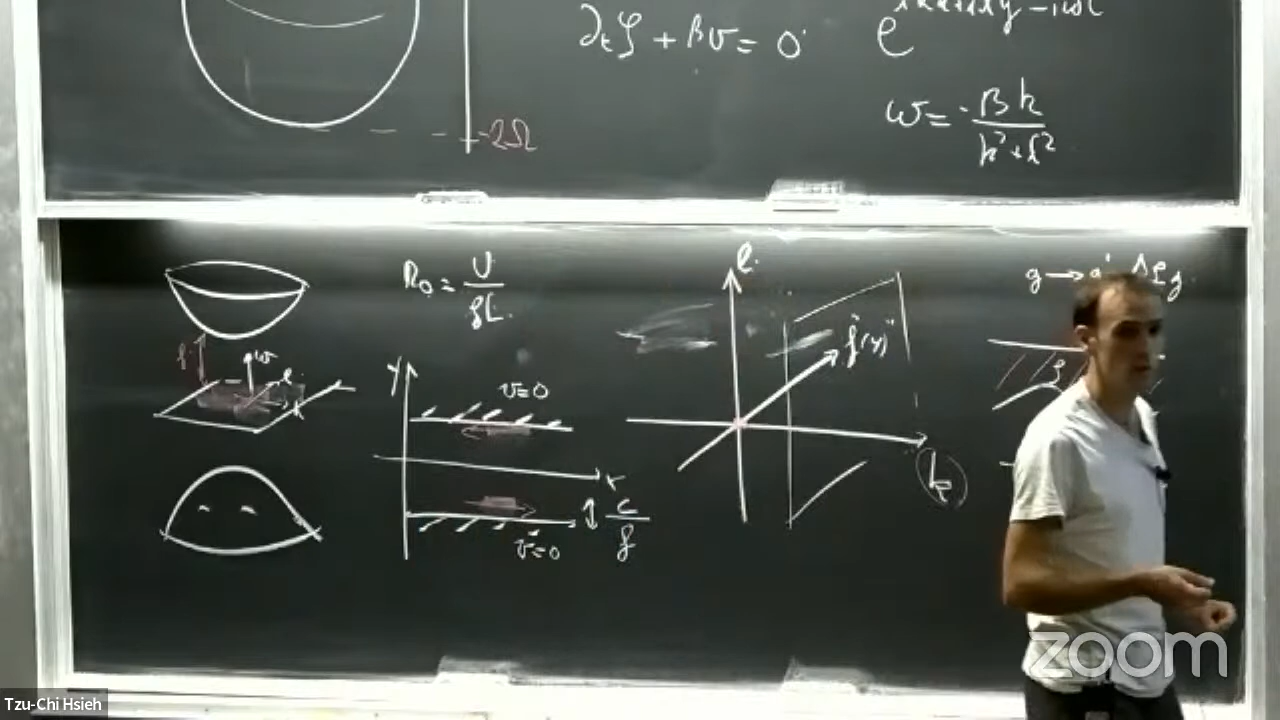 ∂ₜζ + βv = 0
e
ω = - βk / k² + l²
-2Ω
R₀ = U / fL
g → g'
w
l
y
v=0
"f(y)"
x
k
c / f
v=0
zoom
Tzu-Chi Hsieh